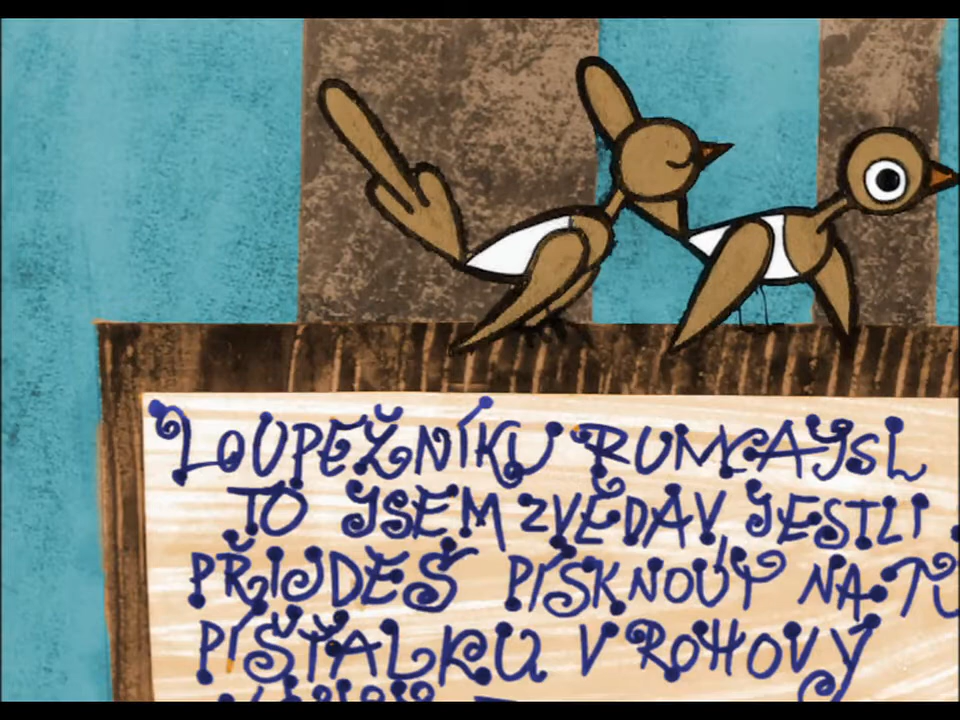 LOUPEŽNÍKU RUMCAJSI
TO JSEM ZVĚDAV, JESTLI
PŘIJDEŠ PÍSKNOUT NA TU
PÍŠŤALKU V ROHOVÝ